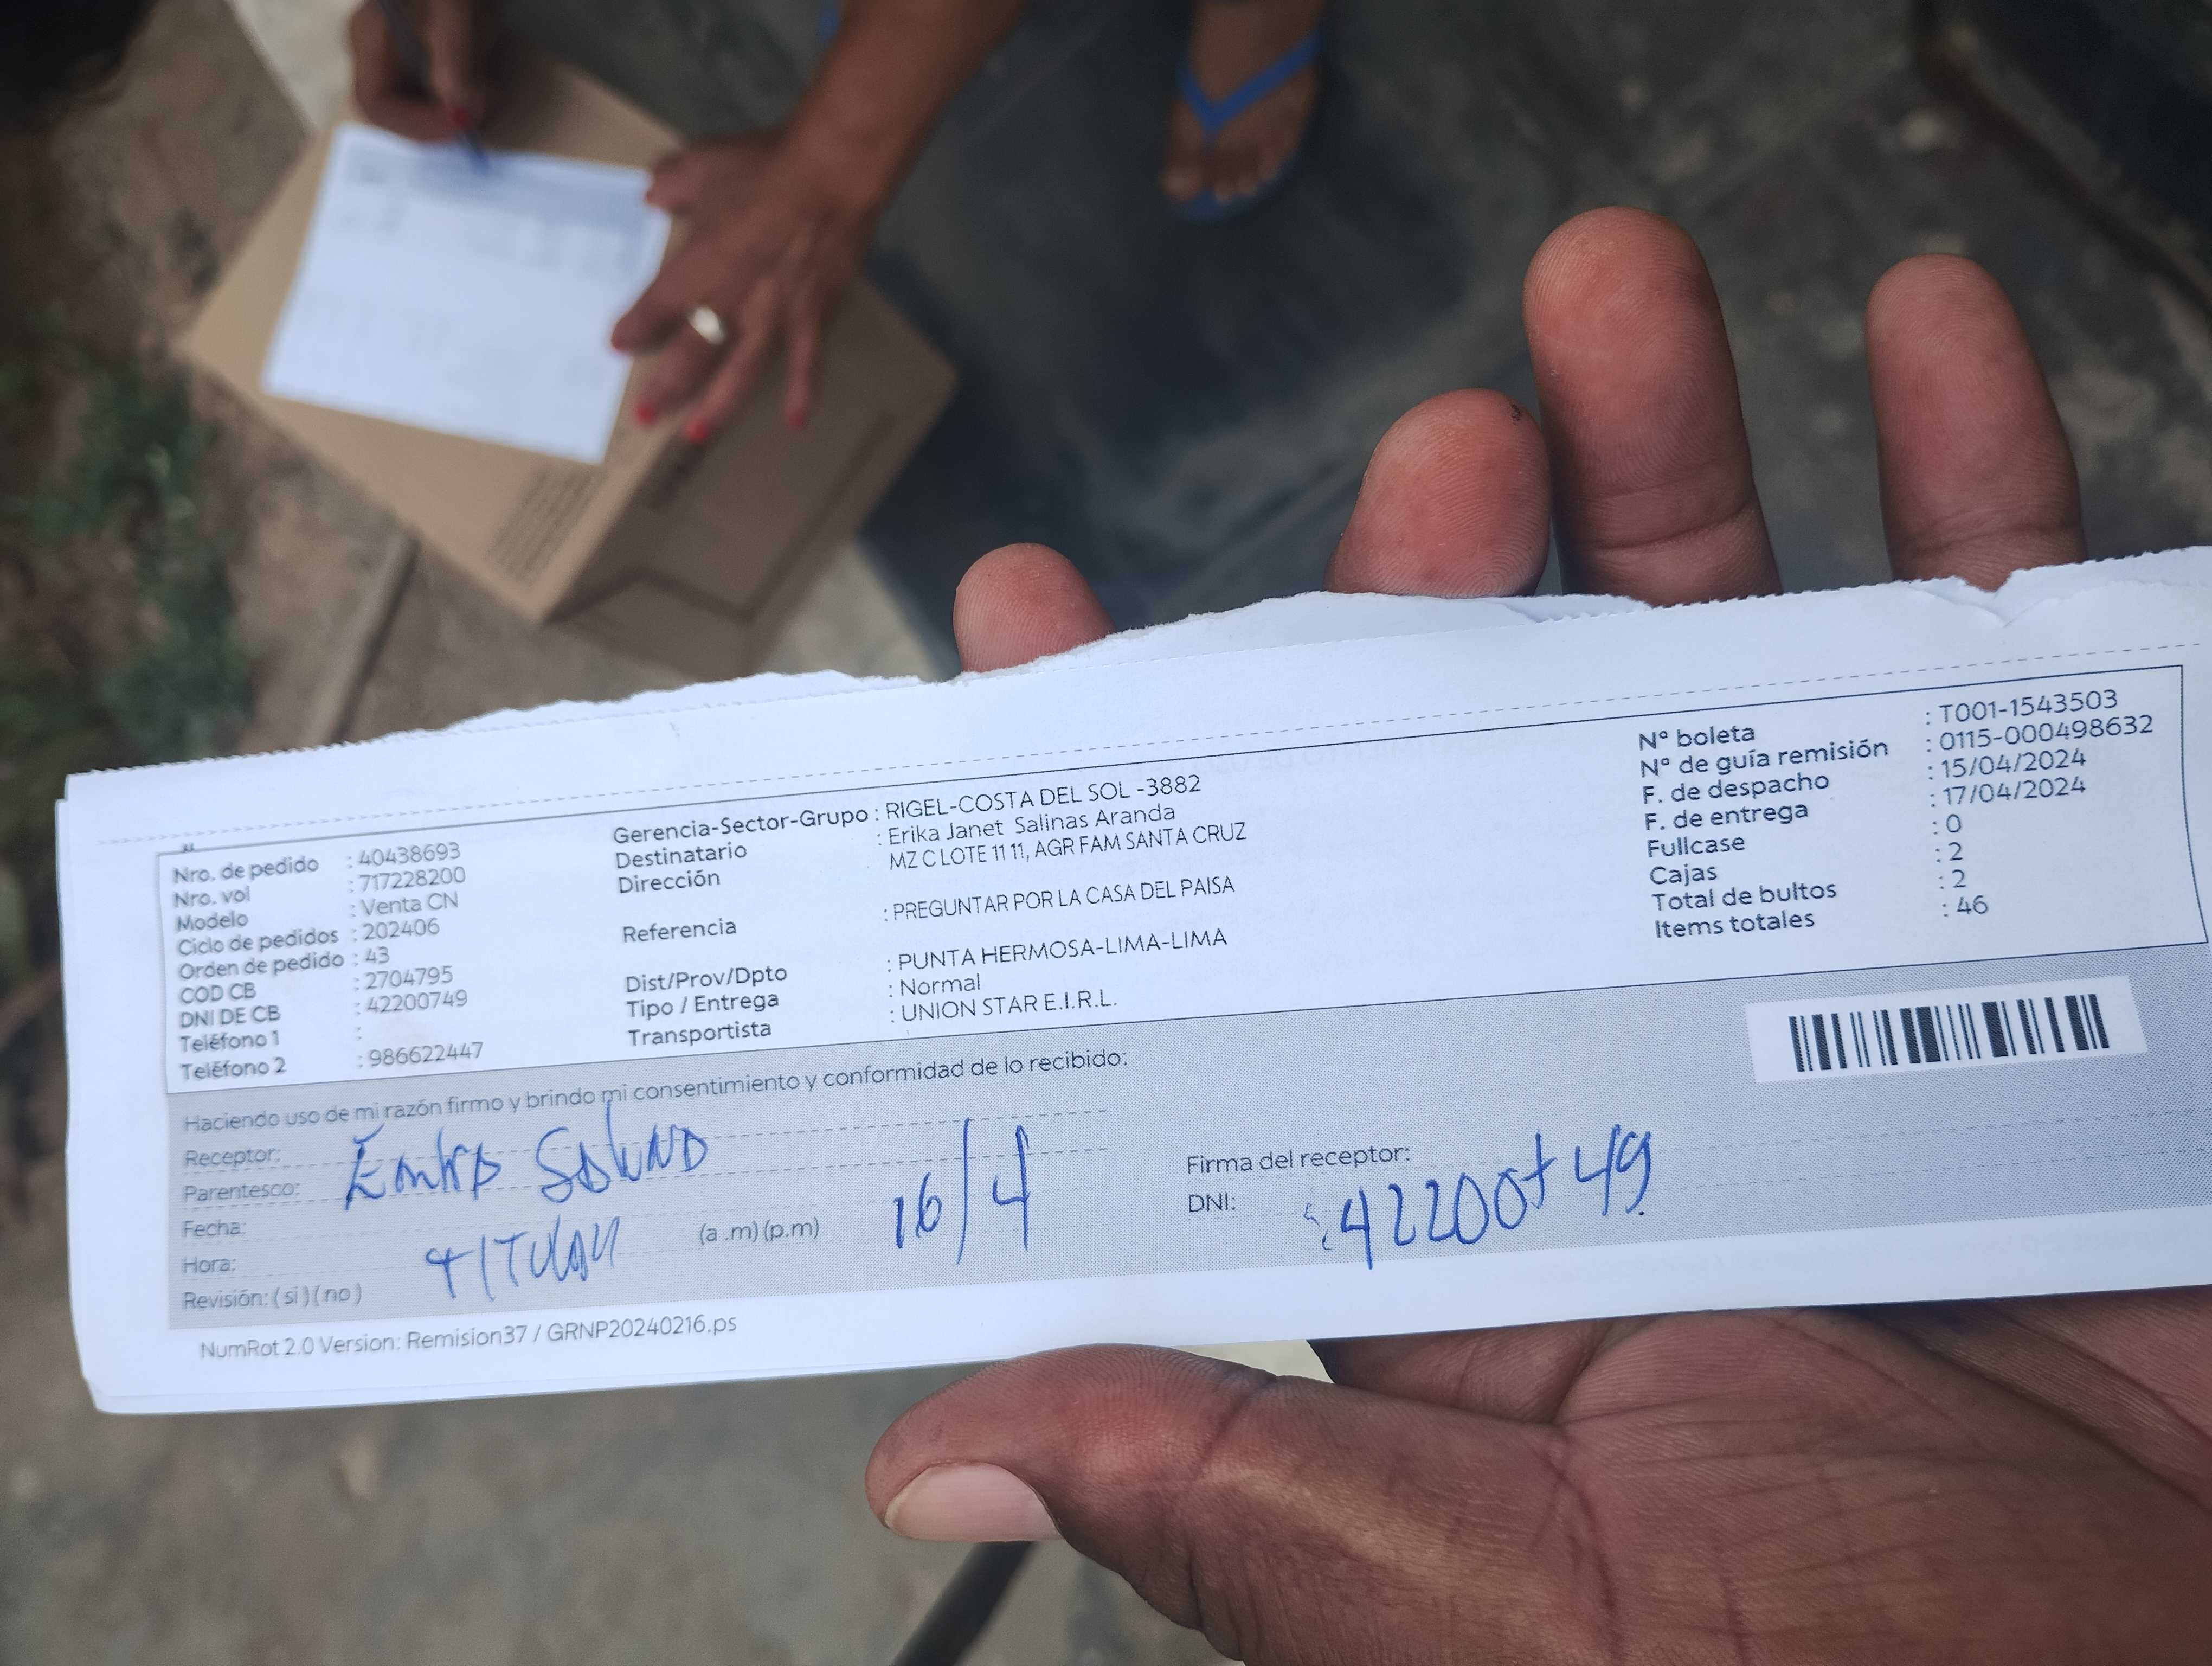 Nro. de pedido : 40438693
Nro. vol : 717228200
Modelo : Venta CN
Ciclo de pedidos : 202406
Orden de pedido : 43
COD CB : 2704795
DNI DE CB : 42200749
Teléfono 1 :
Teléfono 2 : 986622447
Gerencia-Sector-Grupo : RIGEL-COSTA DEL SOL -3882
Destinatario : Erika Janet Salinas Aranda
Dirección MZ C LOTE 11 11, AGR FAM SANTA CRUZ
Referencia : PREGUNTAR POR LA CASA DEL PAISA
Dist/Prov/Dpto : PUNTA HERMOSA-LIMA-LIMA
Tipo / Entrega : Normal
Transportista : UNION STAR E.I.R.L.
N° boleta : T001-1543503
N° de guía remisión : 0115-000498632
F. de despacho : 15/04/2024
F. de entrega : 17/04/2024
Fullcase : 0
Cajas : 2
Total de bultos : 2
Items totales : 46
Haciendo uso de mi razón firmo y brindo mi consentimiento y conformidad de lo recibido:
Receptor:
Parentesco:
Fecha: 16/4
Hora: TITULAR (a .m) (p.m)
Revisión: ( si ) ( no )
Firma del receptor:
DNI: 42200749
NumRot 2.0 Version: Remision37 / GRNP20240216.ps